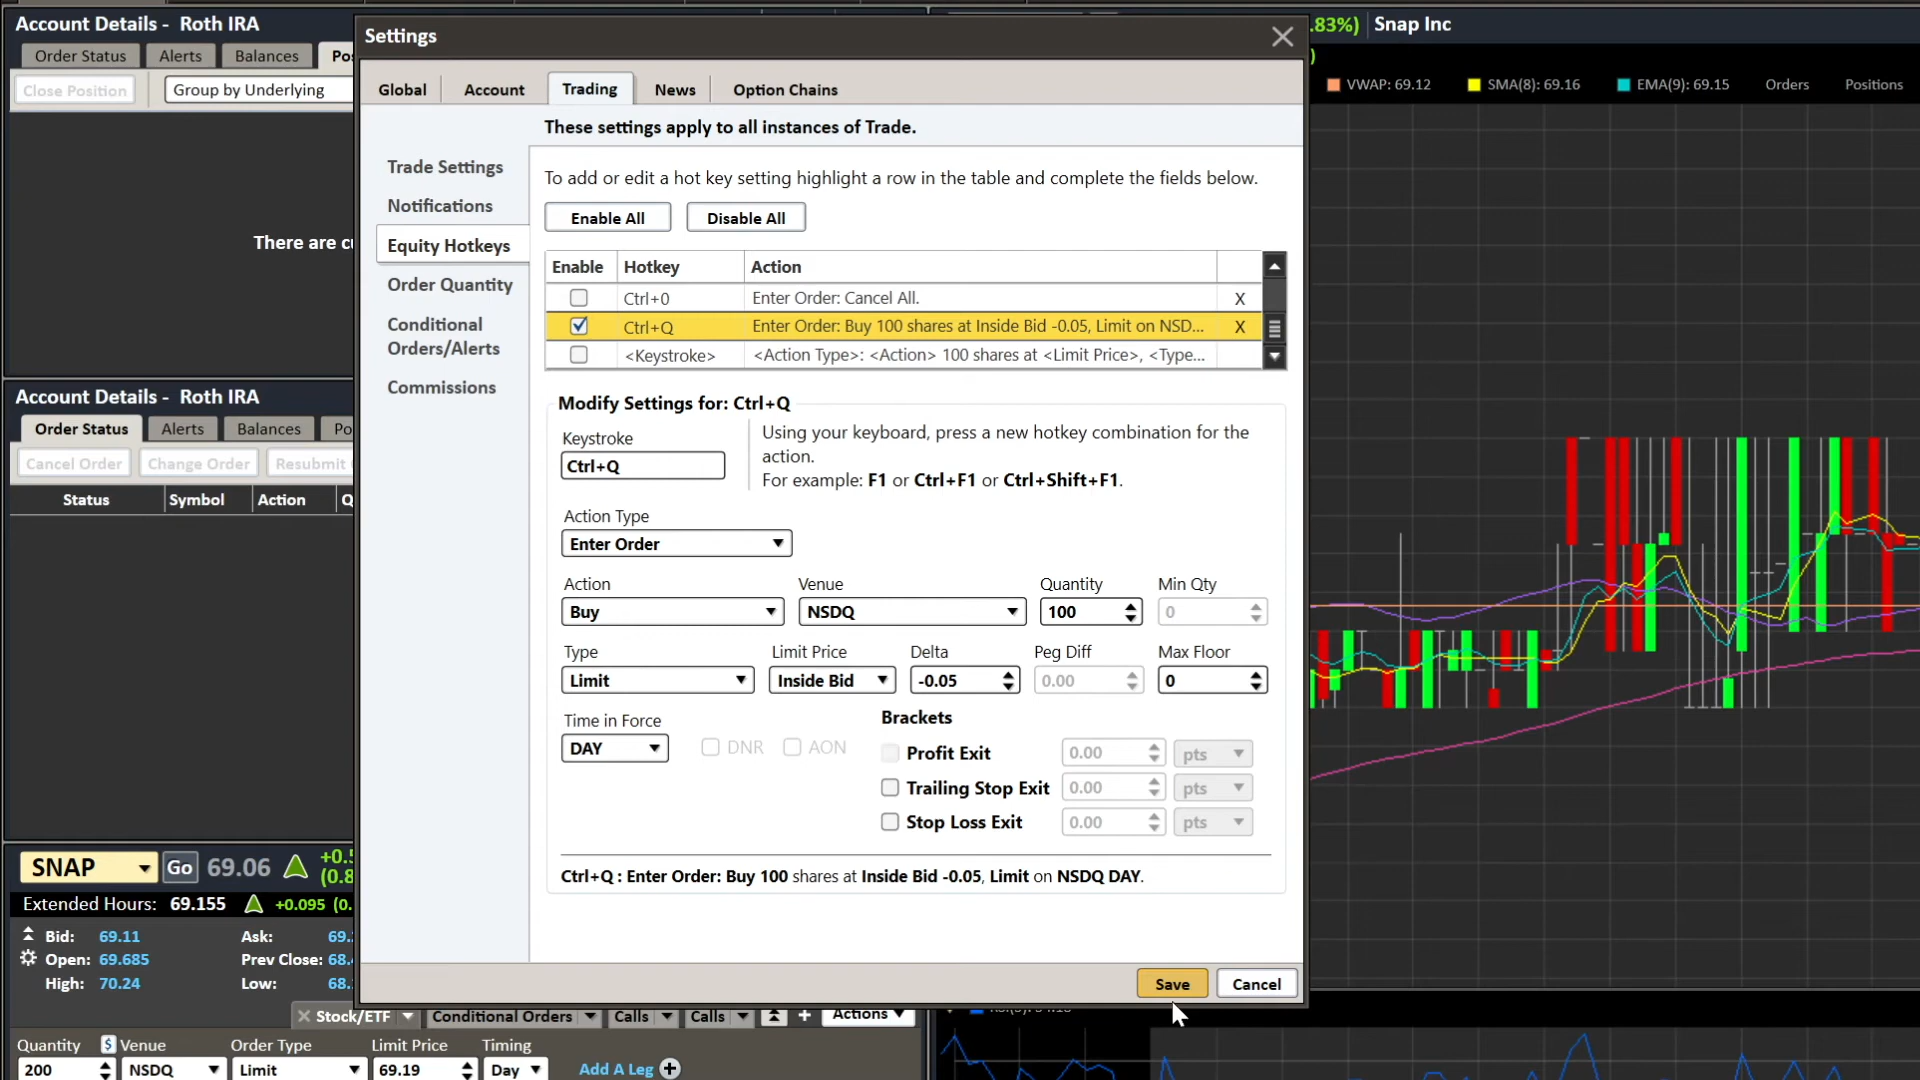 Account Details - Roth IRA
Order Status Alerts Balances
Close Position Group by Underlying
There are
Settings
Global Account Trading News Option Chains
These settings apply to all instances of Trade.
Trade Settings
Notifications
Equity Hotkeys
Order Quantity
Conditional
Orders/Alerts
Commissions
To add or edit a hot key setting highlight a row in the table and complete the fields below.
Enable All Disable All
Enable Hotkey Action
Ctrl+0 Enter Order: Cancel All. X
Ctrl+Q Enter Order: Buy 100 shares at Inside Bid -0.05, Limit on NSD... X
<Keystroke> <Action Type>: <Action> 100 shares at <Limit Price>, <Type...
Modify Settings for: Ctrl+Q
Keystroke
Ctrl+Q
Using your keyboard, press a new hotkey combination for the
action.
For example: F1 or Ctrl+F1 or Ctrl+Shift+F1.
Action Type
Enter Order
Action Venue Quantity Min Qty
Buy NSDQ 100 0
Type Limit Price Delta Peg Diff Max Floor
Limit Inside Bid -0.05 0.00 0
Time in Force
DAY DNR AON
Brackets
Profit Exit 0.00 pts
Trailing Stop Exit 0.00 pts
Stop Loss Exit 0.00 pts
Ctrl+Q : Enter Order: Buy 100 shares at Inside Bid -0.05, Limit on NSDQ DAY.
Save Cancel
.83%) Snap Inc
)
VWAP: 69.12 SMA(8): 69.16 EMA(9): 69.15 Orders Positions
Account Details - Roth IRA
Order Status Alerts Balances
Cancel Order Change Order Resubmit
Status Symbol Action
SNAP Go 69.06
Extended Hours: 69.155 +0.095
Bid: 69.11 Ask:
Open: 69.685 Prev Close:
High: 70.24 Low:
Stock/ETF Conditional Orders Calls Calls + Actions
Quantity $ Venue Order Type Limit Price Timing
200 NSDQ Limit 69.19 Day Add A Leg